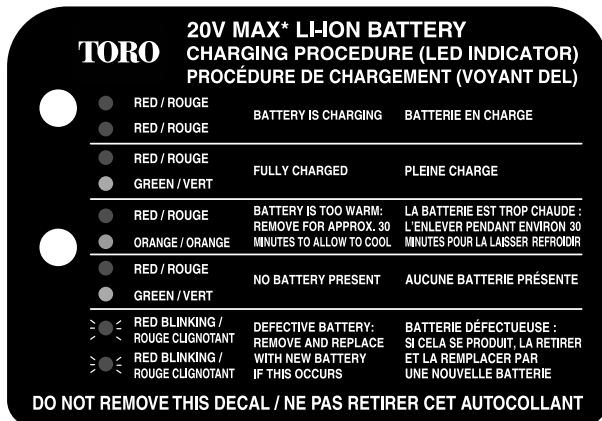 TORO
20V MAX* LI-ION BATTERY
CHARGING PROCEDURE (LED INDICATOR)
PROCÉDURE DE CHARGEMENT (VOYANT DEL)
RED / ROUGE
RED / ROUGE
BATTERY IS CHARGING
BATTERIE EN CHARGE
RED / ROUGE
GREEN / VERT
FULLY CHARGED
PLEINE CHARGE
RED / ROUGE
ORANGE / ORANGE
BATTERY IS TOO WARM:
REMOVE FOR APPROX. 30
MINUTES TO ALLOW TO COOL
LA BATTERIE EST TROP CHAUDE :
L'ENLEVER PENDANT ENVIRON 30
MINUTES POUR LA LAISSER REFROIDIR
RED / ROUGE
GREEN / VERT
NO BATTERY PRESENT
AUCUNE BATTERIE PRÉSENTE
RED BLINKING /
ROUGE CLIGNOTANT
RED BLINKING /
ROUGE CLIGNOTANT
DEFECTIVE BATTERY:
REMOVE AND REPLACE
WITH NEW BATTERY
IF THIS OCCURS
BATTERIE DÉFECTUEUSE :
SI CELA SE PRODUIT, LA RETIRER
ET LA REMPLACER PAR
UNE NOUVELLE BATTERIE
DO NOT REMOVE THIS DECAL / NE PAS RETIRER CET AUTOCOLLANT